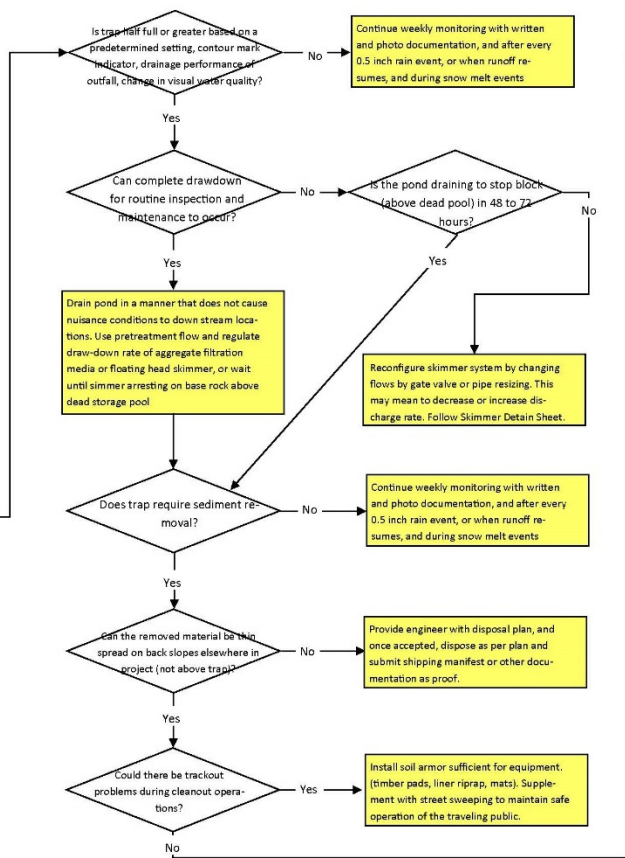 Is trap half full or greater based on a
predetermined setting, contour mark
indicator, drainage performance of
outfall, change in visual water quality?
No
Continue weekly monitoring with written
and photo documentation, and after every
0.5 inch rain event, or when runoff re-
sumes, and during snow melt events
Yes
Can complete drawdown
for routine inspection and
maintenance to occur?
No
Is the pond draining to stop block
(above dead pool) in 48 to 72
hours?
No
Yes
Yes
Drain pond in a manner that does not cause
nuisance conditions to down stream loca-
tions. Use pretreatment flow and regulate
draw-down rate of aggregate filtration
media or floating head skimmer, or wait
until simmer arresting on base rock above
dead storage pool
Reconfigure skimmer system by changing
flows by gate valve or pipe resizing. This
may mean to decrease or increase dis-
charge rate. Follow Skimmer Detain Sheet.
Does trap require sediment re-
moval?
No
Continue weekly monitoring with written
and photo documentation, and after every
0.5 inch rain event, or when runoff re-
sumes, and during snow melt events
Yes
Can the removed material be thin
spread on back slopes elsewhere in
project (not above trap)?
No
Provide engineer with disposal plan, and
once accepted, dispose as per plan and
submit shipping manifest or other docu-
mentation as proof.
Yes
Could there be trackout
problems during cleanout opera-
tions?
Yes
Install soil armor sufficient for equipment.
(timber pads, liner riprap, mats). Supple-
ment with street sweeping to maintain safe
operation of the traveling public.
No